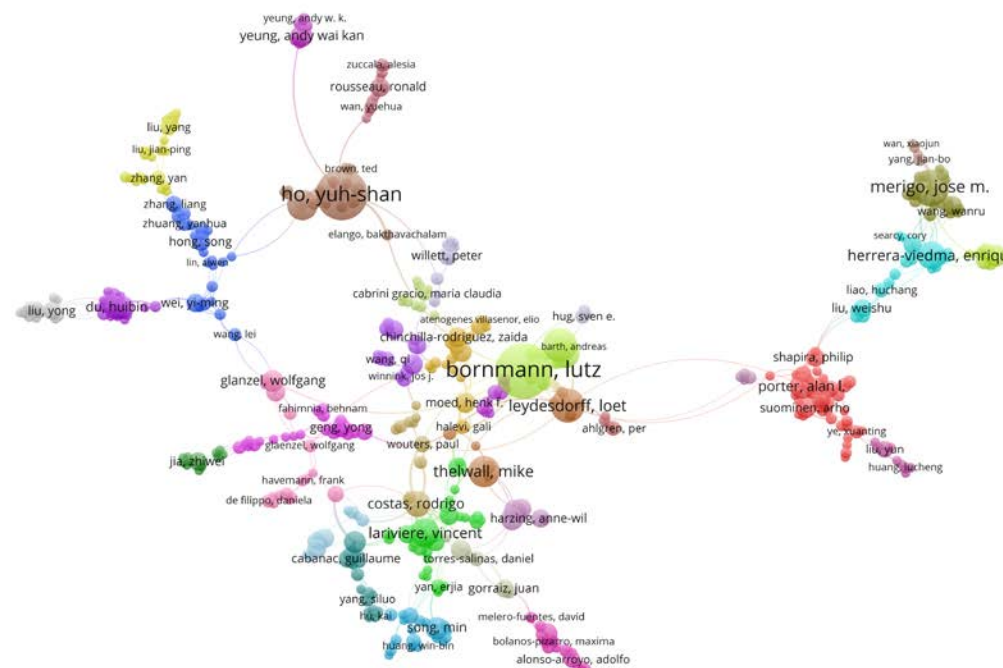 yeung, andy w. k.
yeung, andy wai kan
zuccala, alesia
rousseau, ronald
wan, yuehua
liu, yang
liu, jian-ping
zhang, yan
brown, ted
ho, yuh-shan
wan, xiaojun
yang, jian-bo
merigo, jose m.
wang, wanru
zhang, liang
zhuang, yanhua
hong, song
elango, bakthavachalam
willett, peter
searcy, cory
herrera-viedma, enriqu
lin, aiwen
liao, huchang
liu, weishu
cabrini gracio, maria claudia
liu, yong
du, huibin
wei, yi-ming
atenogenes villasenor, elio
hug, sven e.
chinchilla-rodriguez, zaida
wang, lei
barth, andreas
wang, qi
winnink, jos j.
bornmann, lutz
shapira, philip
glanzel, wolfgang
porter, alan l.
fahimnia, behnam
moed, henk f.
leydesdorff, loet
suominen, arho
geng, yong
halevi, gali
ahlgren, per
ye, xuanting
glaenzel, wolfgang
wouters, paul
liu, yun
jia, zhiwei
huang, lucheng
havemann, frank
thelwall, mike
de filippo, daniela
costas, rodrigo
harzing, anne-wil
lariviere, vincent
cabanac, guillaume
torres-salinas, daniel
yan, erjia
gorraiz, juan
yang, siluo
hu, kai
song, min
melero-fuentes, david
huang, win-bin
bolanos-pizarro, maxima
alonso-arroyo, adolfo